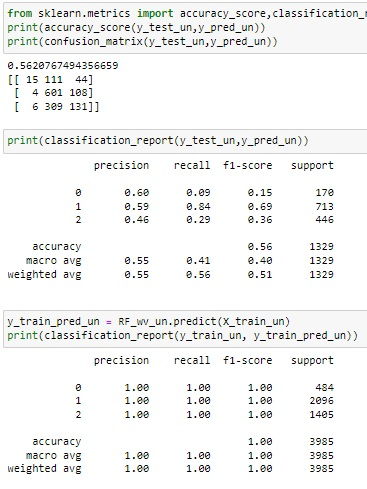 from sklearn.metrics import accuracy_score,classification_
print(accuracy_score(y_test_un,y_pred_un))
print(confusion_matrix(y_test_un,y_pred_un))
0.5620767494356659
[[ 15 111 44]
[ 4 601 108]
[ 6 309 131]]
print(classification_report(y_test_un,y_pred_un))
precision recall f1-score support
0 0.60 0.09 0.15 170
1 0.59 0.84 0.69 713
2 0.46 0.29 0.36 446
accuracy 0.56 1329
macro avg 0.55 0.41 0.40 1329
weighted avg 0.55 0.56 0.51 1329
y_train_pred_un = RF_wv_un.predict(X_train_un)
print(classification_report(y_train_un, y_train_pred_un))
precision recall f1-score support
0 1.00 1.00 1.00 484
1 1.00 1.00 1.00 2096
2 1.00 1.00 1.00 1405
accuracy 1.00 3985
macro avg 1.00 1.00 1.00 3985
weighted avg 1.00 1.00 1.00 3985